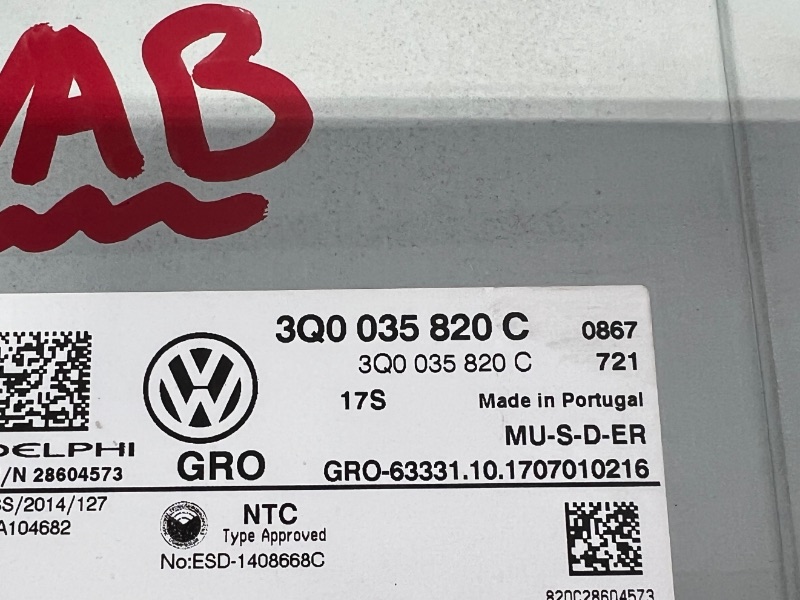 AB
3Q0 035 820 C 0867
3Q0 035 820 C 721
17S Made in Portugal
MU-S-D-ER
DELPHI
GRO GRO-63331.10.1707010216
/N 28604573
SS/2014/127
A104682
NTC
Type Approved
No:ESD-1408668C
820C28604573